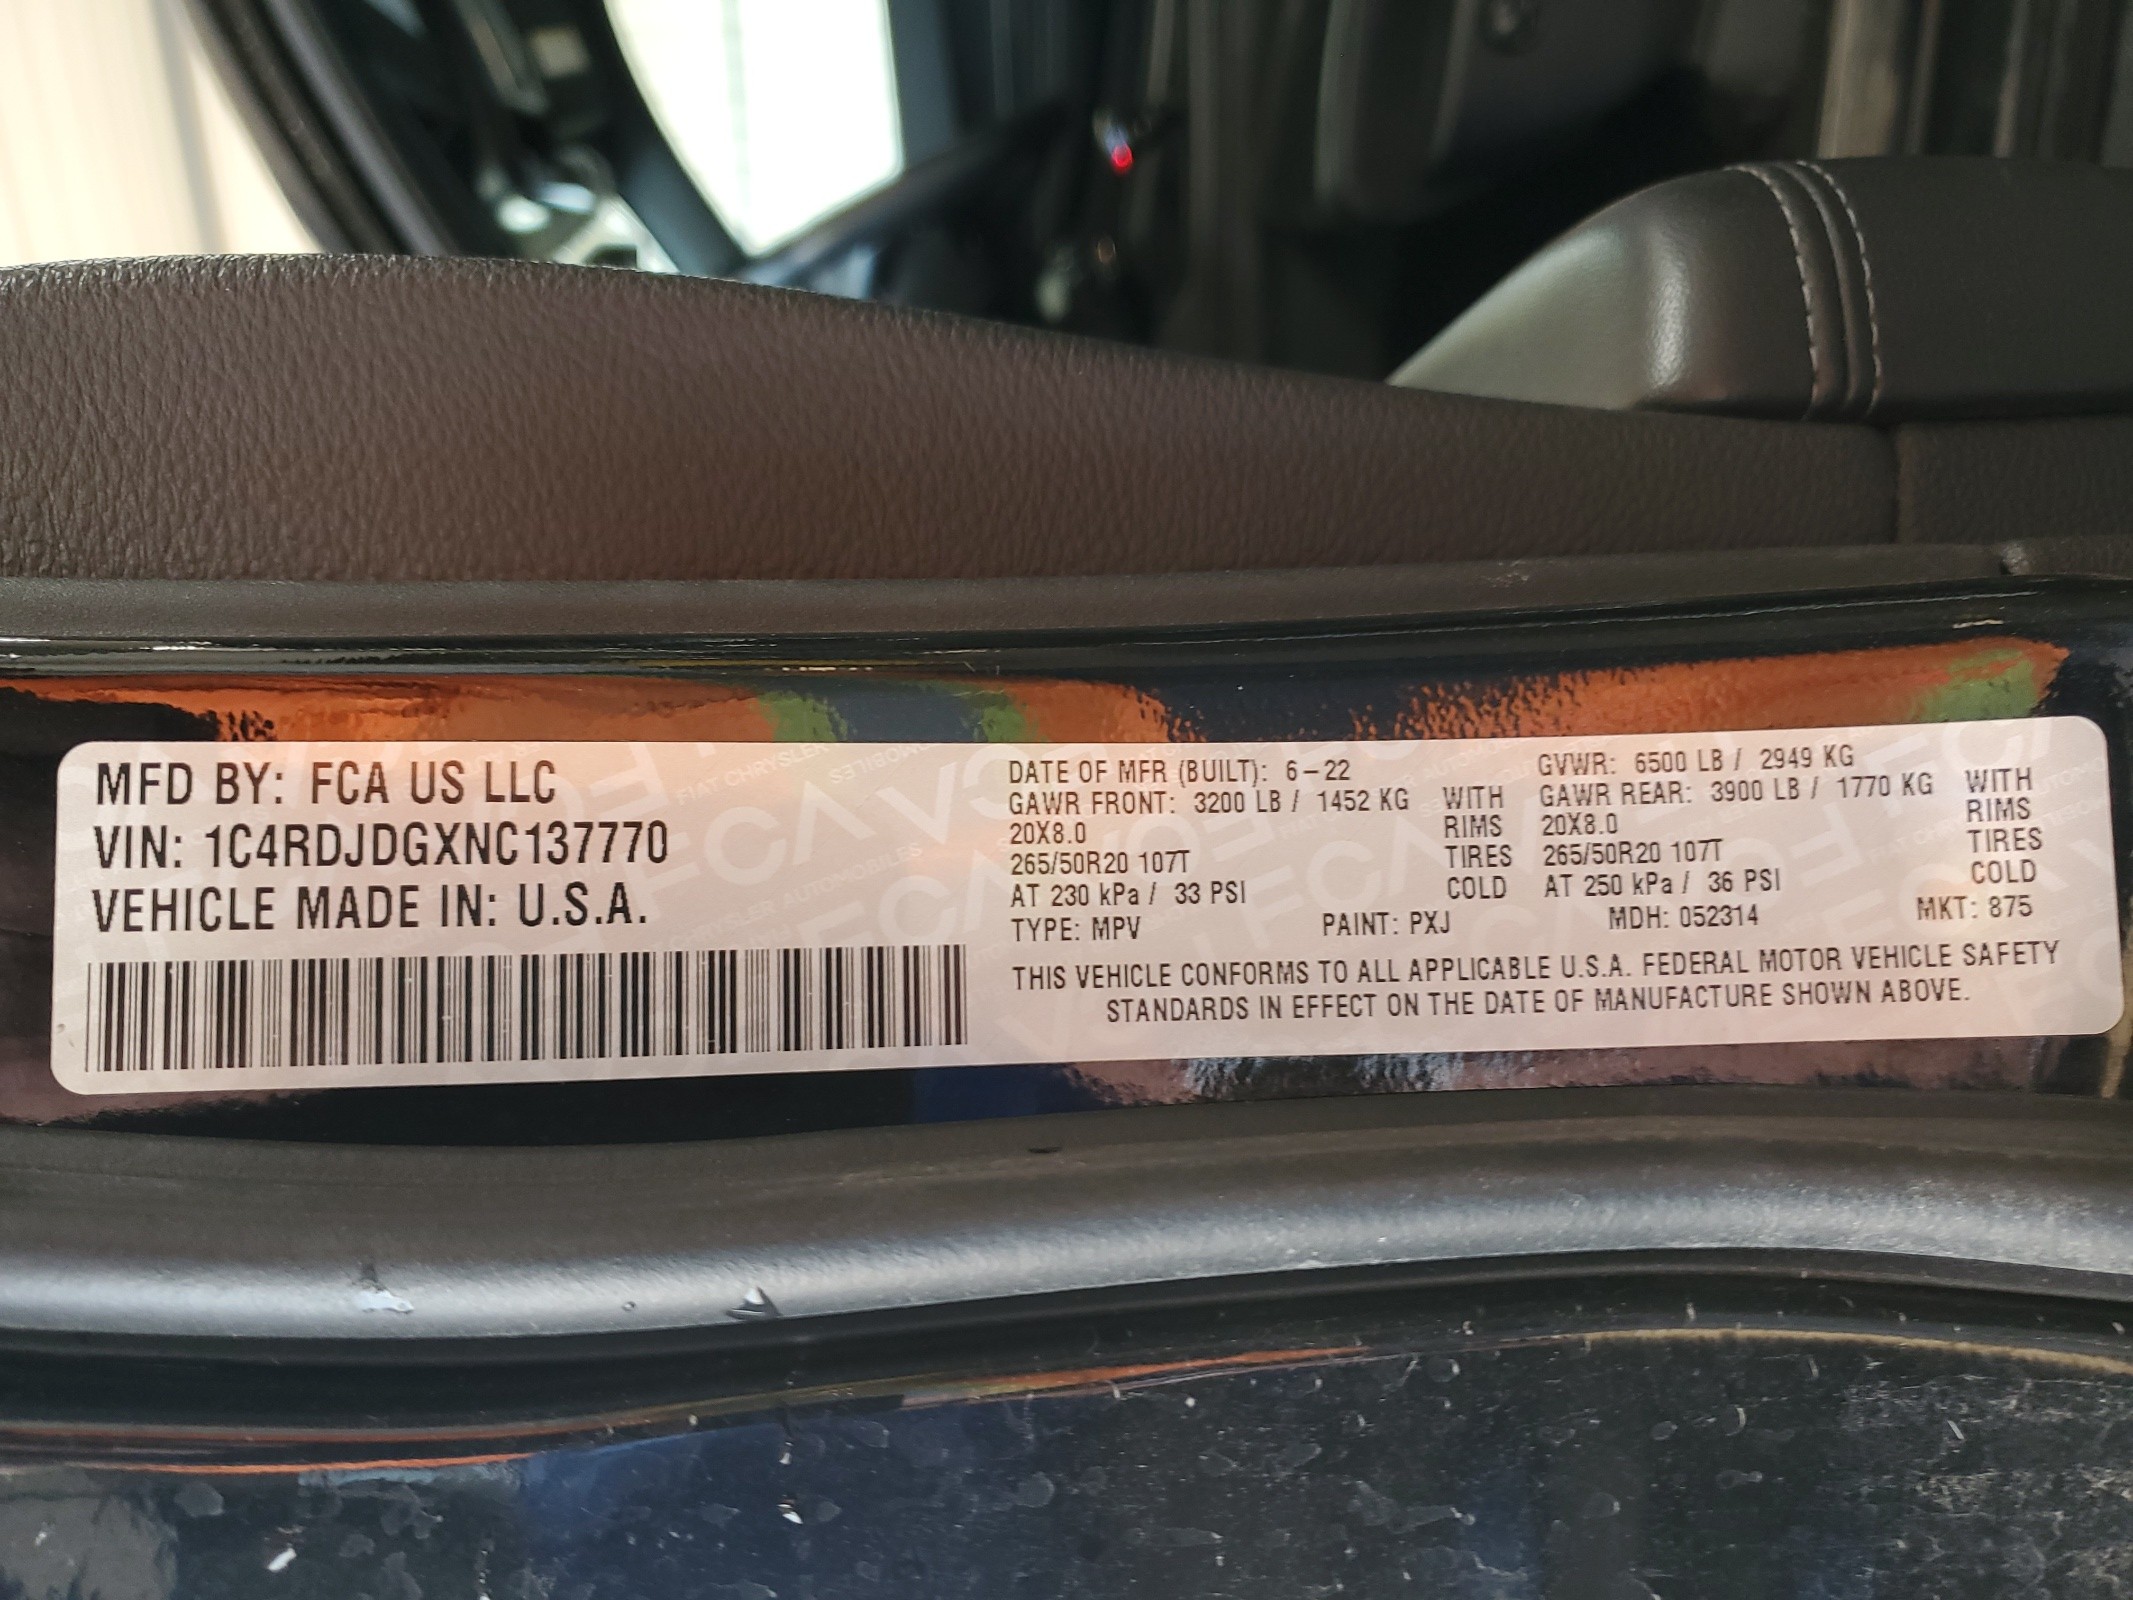 MFD BY: FCA US LLC
VIN: 1C4RDJDGXNC137770
VEHICLE MADE IN: U.S.A.
DATE OF MFR (BUILT): 6-22
GAWR FRONT: 3200 LB / 1452 KG WITH
20X8.0 RIMS
265/50R20 107T TIRES
AT 230 kPa / 33 PSI COLD
GVWR: 6500 LB / 2949 KG
GAWR REAR: 3900 LB / 1770 KG WITH
20X8.0 RIMS
265/50R20 107T TIRES
AT 250 kPa / 36 PSI COLD
TYPE: MPV PAINT: PXJ MDH: 052314 MKT: 875
THIS VEHICLE CONFORMS TO ALL APPLICABLE U.S.A. FEDERAL MOTOR VEHICLE SAFETY
STANDARDS IN EFFECT ON THE DATE OF MANUFACTURE SHOWN ABOVE.